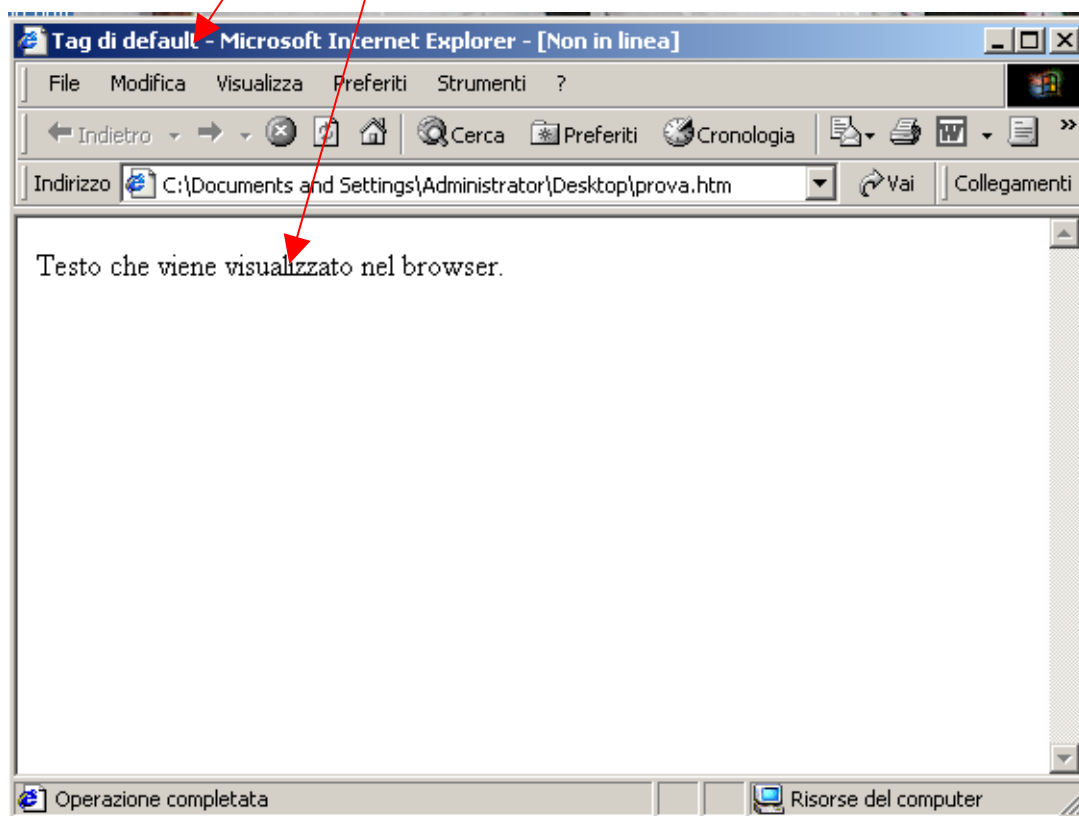 Tag di default - Microsoft Internet Explorer - [Non in linea]
File Modifica Visualizza Preferiti Strumenti ?
Indietro Cerca Preferiti Cronologia »
Indirizzo C:\Documents and Settings\Administrator\Desktop\prova.htm Vai Collegamenti
Testo che viene visualizzato nel browser.
Operazione completata Risorse del computer